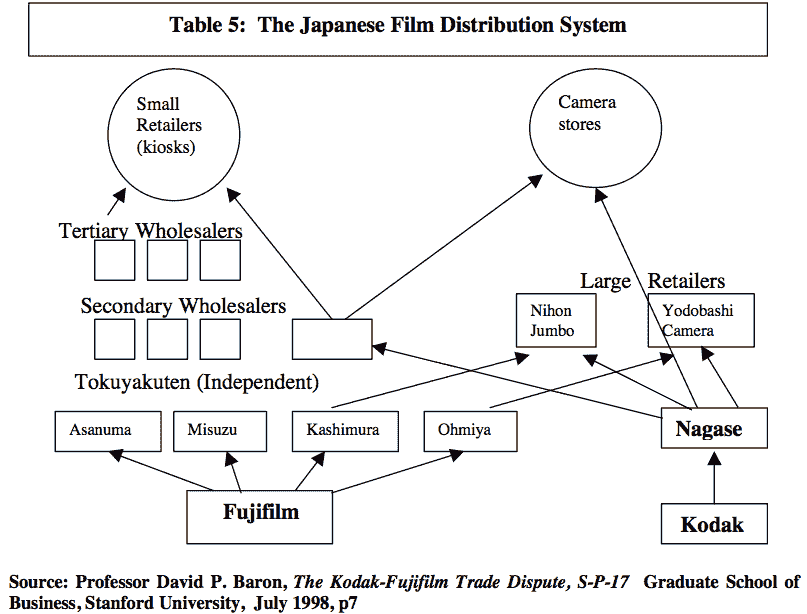 Table 5: The Japanese Film Distribution System
Small
Retailers
(kiosks)
Camera
stores
Tertiary Wholesalers
Large Retailers
Secondary Wholesalers
Nihon
Jumbo
Yodobashi
Camera
Tokuyakuten (Independent)
Asanuma
Misuzu
Kashimura
Ohmiya
Nagase
Fujifilm
Kodak
Source: Professor David P. Baron, The Kodak-Fujifilm Trade Dispute, S-P-17 Graduate School of
Business, Stanford University, July 1998, p7